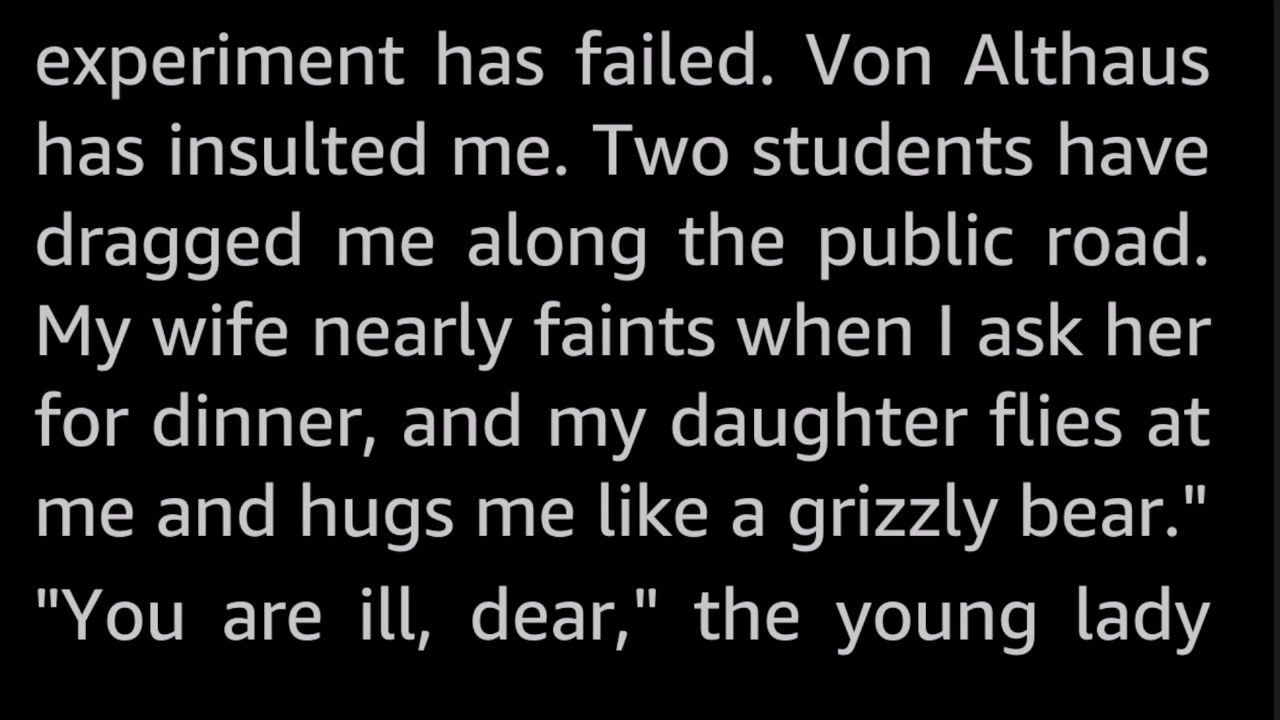 experiment has failed. Von Althaus
has insulted me. Two students have
dragged me along the public road.
My wife nearly faints when I ask her
for dinner, and my daughter flies at
me and hugs me like a grizzly bear."
"You are ill, dear," the young lady